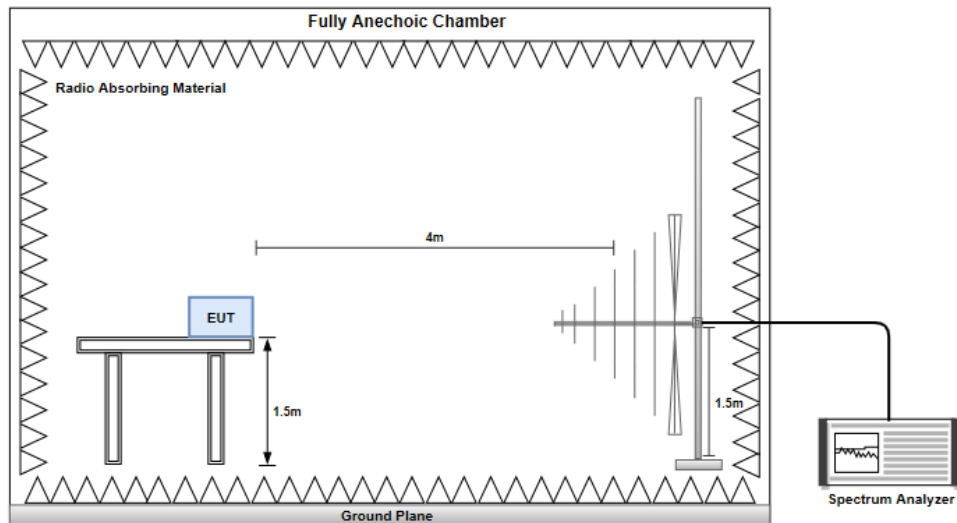 Fully Anechoic Chamber
Radio Absorbing Material
4m
EUT
1.5m
1.5m
Spectrum Analyzer
Ground Plane